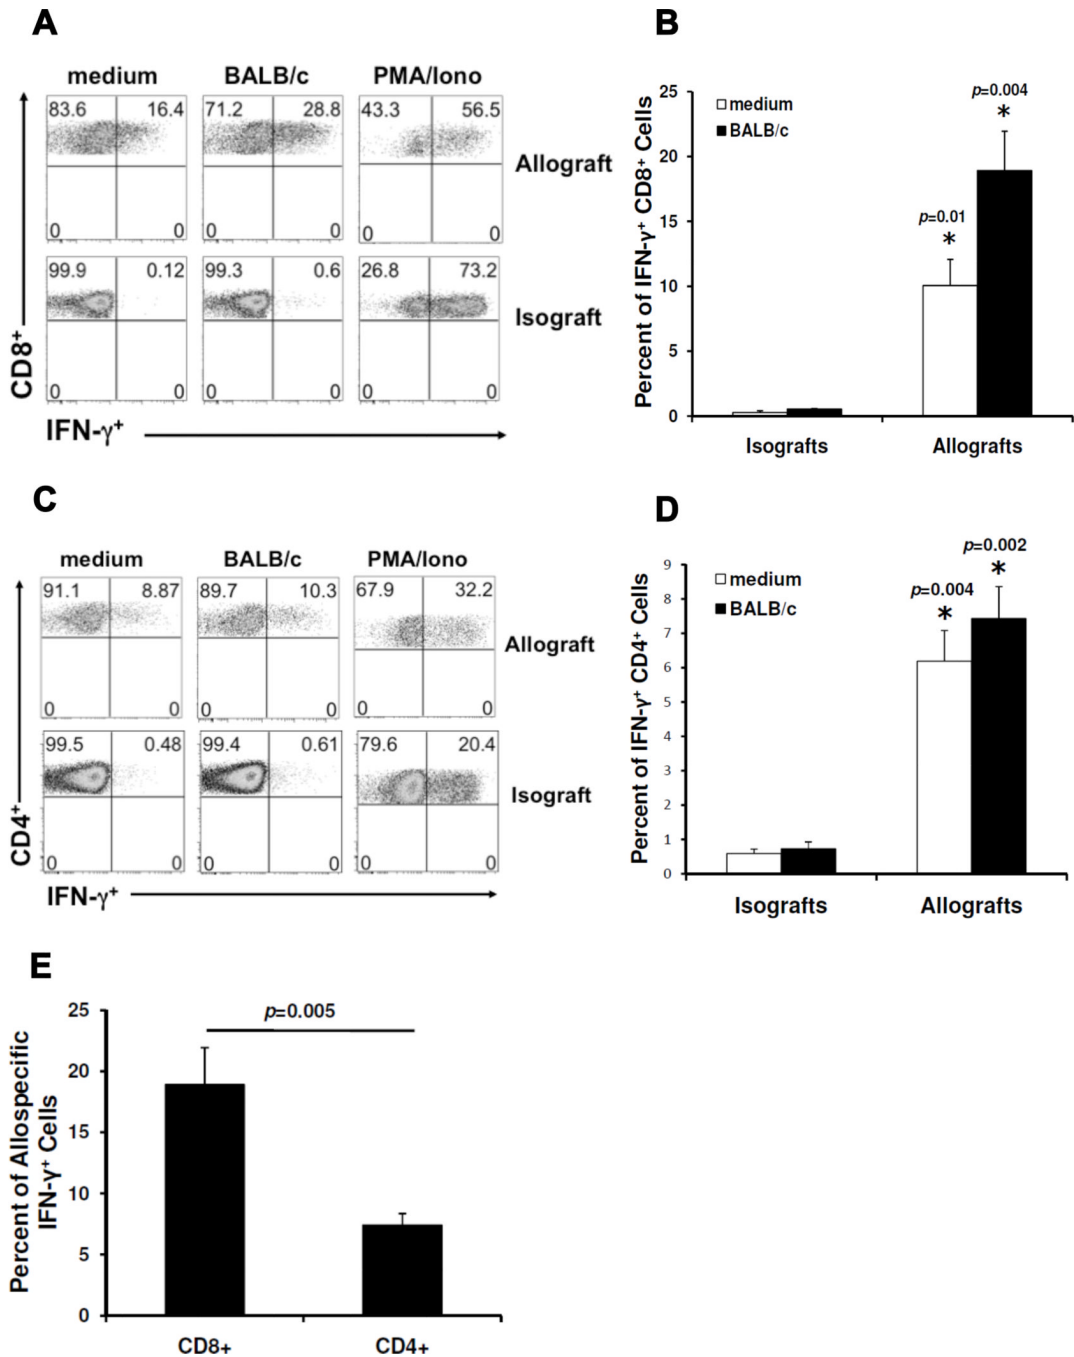 A
medium BALB/c PMA/Iono
83.6 16.4 71.2 28.8 43.3 56.5
Allograft
0 0 0 0 0 0
99.9 0.12 99.3 0.6 26.8 73.2
Isograft
0 0 0 0 0 0
CD8+
IFN-γ+
B
p=0.004
*
25
medium
BALB/c
20
p=0.01
*
15
10
5
0
Percent of IFN-γ+ CD8+ Cells
Isografts Allografts
C
medium BALB/c PMA/Iono
91.1 8.87 89.7 10.3 67.9 32.2
Allograft
0 0 0 0 0 0
99.5 0.48 99.4 0.61 79.6 20.4
Isograft
0 0 0 0 0 0
CD4+
IFN-γ+
D
p=0.002
*
9
medium
BALB/c
p=0.004
*
8
7
6
5
4
3
2
1
0
Percent of IFN-γ+ CD4+ Cells
Isografts Allografts
E
p=0.005
25
20
15
10
5
0
Percent of Allospecific
IFN-γ+ Cells
CD8+ CD4+